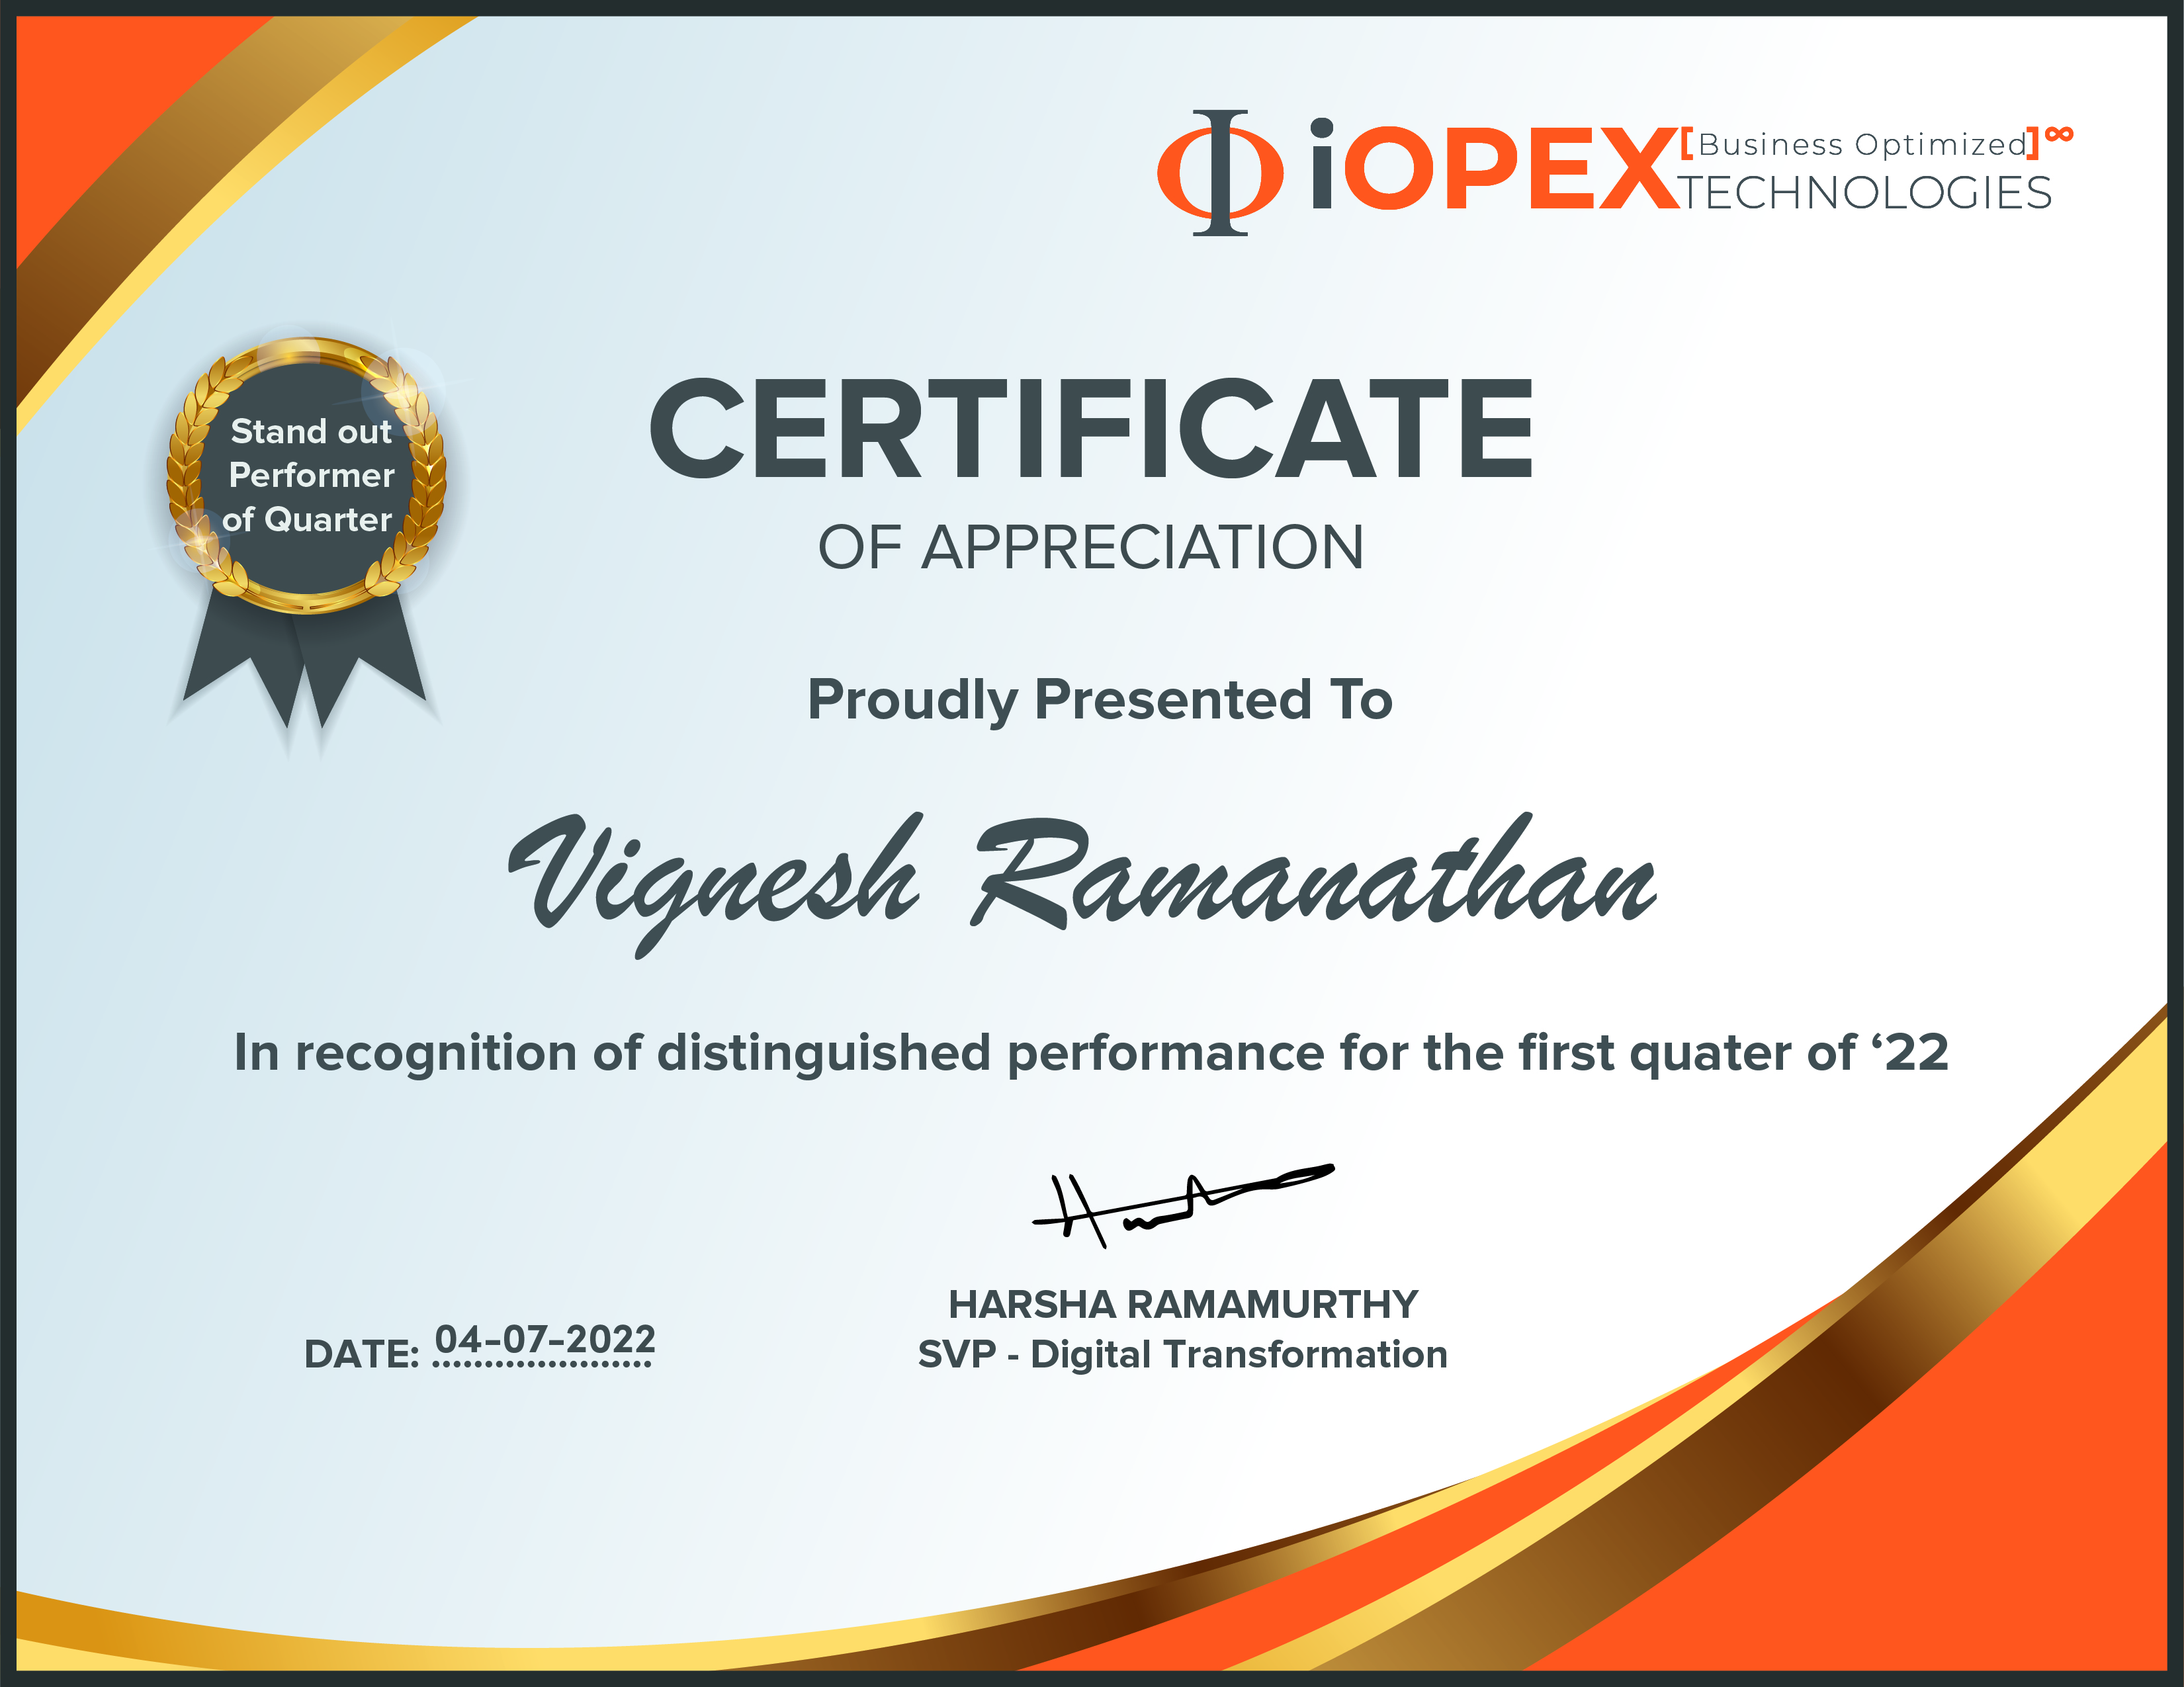 iOPEX [Business Optimized]∞
TECHNOLOGIES
Stand out
Performer
of Quarter
CERTIFICATE
OF APPRECIATION
Proudly Presented To
Vignesh Ramanathan
In recognition of distinguished performance for the first quater of ‘22
HARSHA RAMAMURTHY
DATE: 04-07-2022
SVP - Digital Transformation